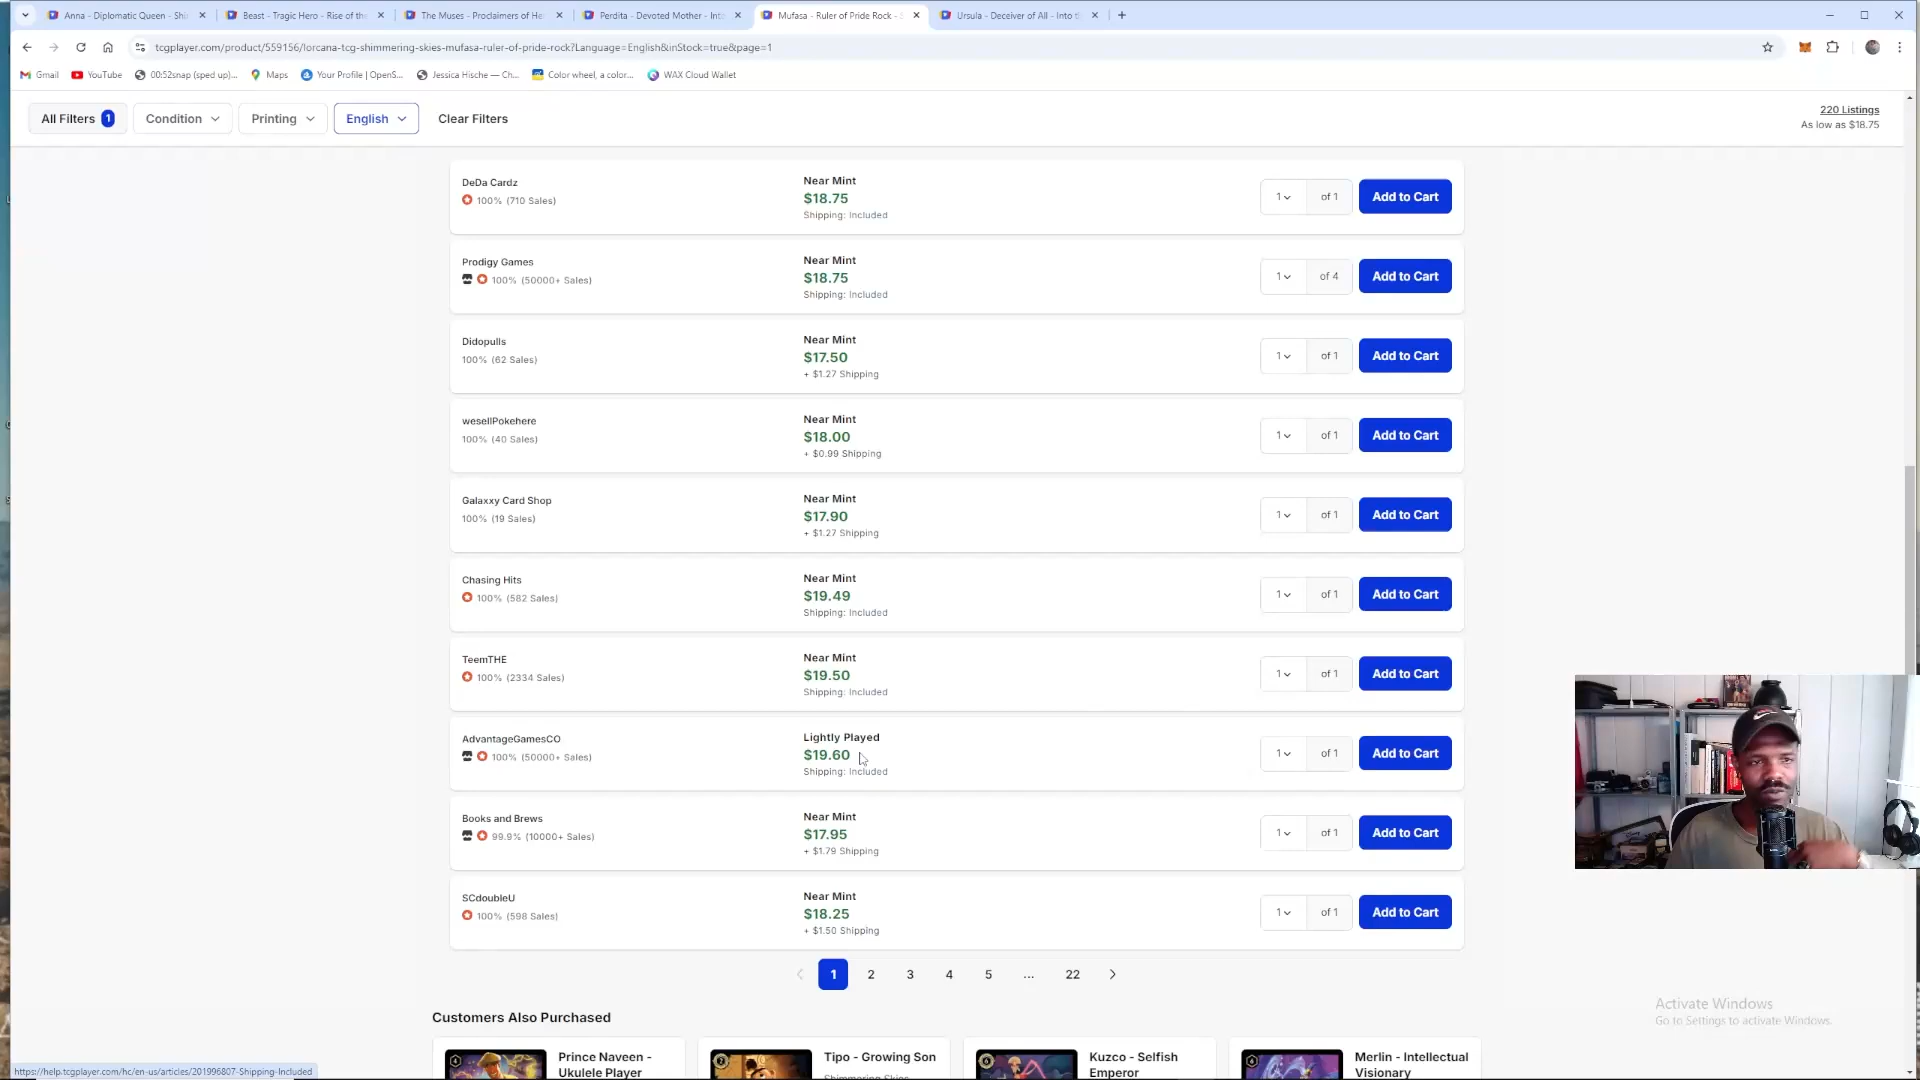 Anna - Diplomatic Queen - Shi
Beast - Tragic Hero - Rise of the
The Muses - Proclaimers of He
Perdita - Devoted Mother - Int
Mufasa - Ruler of Pride Rock - S
Ursula - Deceiver of All - Into t
tcgplayer.com/product/559156/lorcana-tcg-shimmering-skies-mufasa-ruler-of-pride-rock?Language=English&inStock=true&page=1
Gmail
YouTube
00:52snap (sped up)...
Maps
Your Profile | OpenS...
Jessica Hische — Ch...
Color wheel, a color...
WAX Cloud Wallet
All Filters 1
Condition
Printing
English
Clear Filters
220 Listings
As low as $18.75
DeDa Cardz
100% (710 Sales)
Near Mint
$18.75
Shipping: Included
1
of 1
Add to Cart
Prodigy Games
100% (50000+ Sales)
Near Mint
$18.75
Shipping: Included
1
of 4
Add to Cart
Didopulls
100% (62 Sales)
Near Mint
$17.50
+ $1.27 Shipping
1
of 1
Add to Cart
wesellPokehere
100% (40 Sales)
Near Mint
$18.00
+ $0.99 Shipping
1
of 1
Add to Cart
Galaxxy Card Shop
100% (19 Sales)
Near Mint
$17.90
+ $1.27 Shipping
1
of 1
Add to Cart
Chasing Hits
100% (582 Sales)
Near Mint
$19.49
Shipping: Included
1
of 1
Add to Cart
TeemTHE
100% (2334 Sales)
Near Mint
$19.50
Shipping: Included
1
of 1
Add to Cart
AdvantageGamesCO
100% (50000+ Sales)
Lightly Played
$19.60
Shipping: Included
1
of 1
Add to Cart
Books and Brews
99.9% (10000+ Sales)
Near Mint
$17.95
+ $1.79 Shipping
1
of 1
Add to Cart
SCdoubleU
100% (598 Sales)
Near Mint
$18.25
+ $1.50 Shipping
1
of 1
Add to Cart
1 2 3 4 5 ... 22
Activate Windows
Go to Settings to activate Windows.
Customers Also Purchased
Prince Naveen -
Ukulele Player
Tipo - Growing Son
Shimmering Skies
Kuzco - Selfish
Emperor
Merlin - Intellectual
Visionary
https://help.tcgplayer.com/hc/en-us/articles/201996807-Shipping-Included